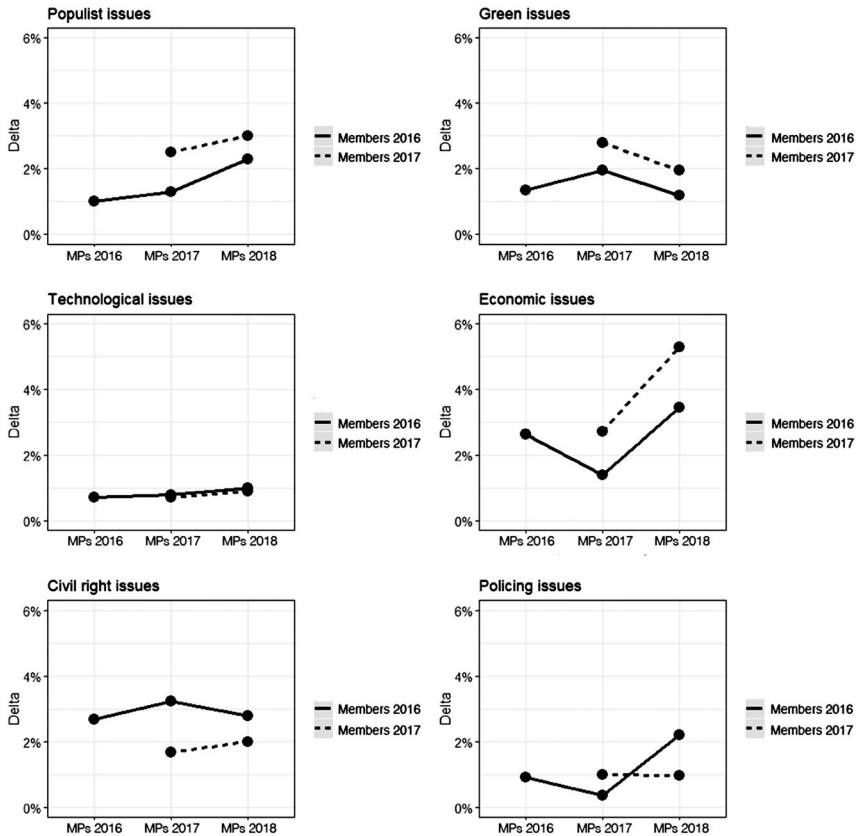 Populist issues
6%
4%
2%
0%
Delta
MPs 2016 MPs 2017 MPs 2018
Members 2016
Members 2017
Green issues
6%
4%
2%
0%
Delta
MPs 2016 MPs 2017 MPs 2018
Members 2016
Members 2017
Technological issues
6%
4%
2%
0%
Delta
MPs 2016 MPs 2017 MPs 2018
Members 2016
Members 2017
Economic issues
6%
4%
2%
0%
Delta
MPs 2016 MPs 2017 MPs 2018
Members 2016
Members 2017
Civil right issues
6%
4%
2%
0%
Delta
MPs 2016 MPs 2017 MPs 2018
Members 2016
Members 2017
Policing issues
6%
4%
2%
0%
Delta
MPs 2016 MPs 2017 MPs 2018
Members 2016
Members 2017